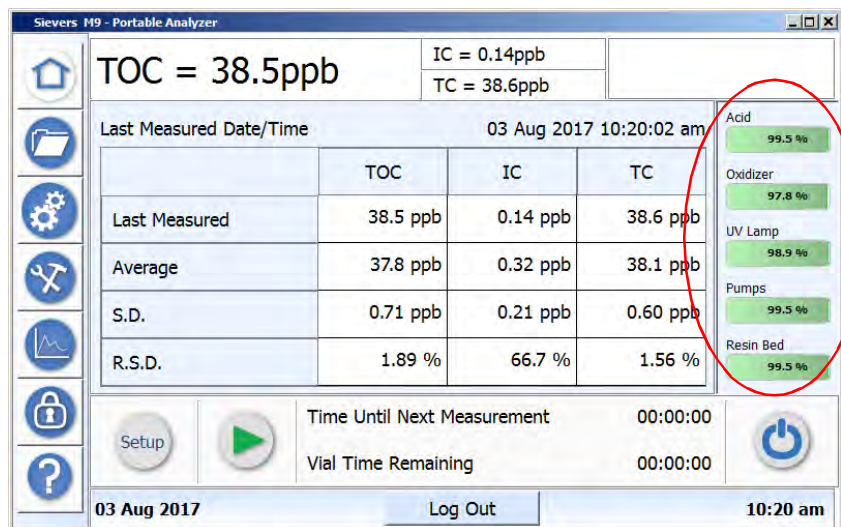 Sievers M9 - Portable Analyzer
TOC = 38.5ppb
IC = 0.14ppb
TC = 38.6ppb
Last Measured Date/Time 03 Aug 2017 10:20:02 am
TOC IC TC
Last Measured 38.5 ppb 0.14 ppb 38.6 ppb
Average 37.8 ppb 0.32 ppb 38.1 ppb
S.D. 0.71 ppb 0.21 ppb 0.60 ppb
R.S.D. 1.89 % 66.7 % 1.56 %
Acid
99.5 %
Oxidizer
97.8 %
UV Lamp
98.9 %
Pumps
99.5 %
Resin Bed
99.5 %
Setup
Time Until Next Measurement 00:00:00
Vial Time Remaining 00:00:00
?
03 Aug 2017 Log Out 10:20 am